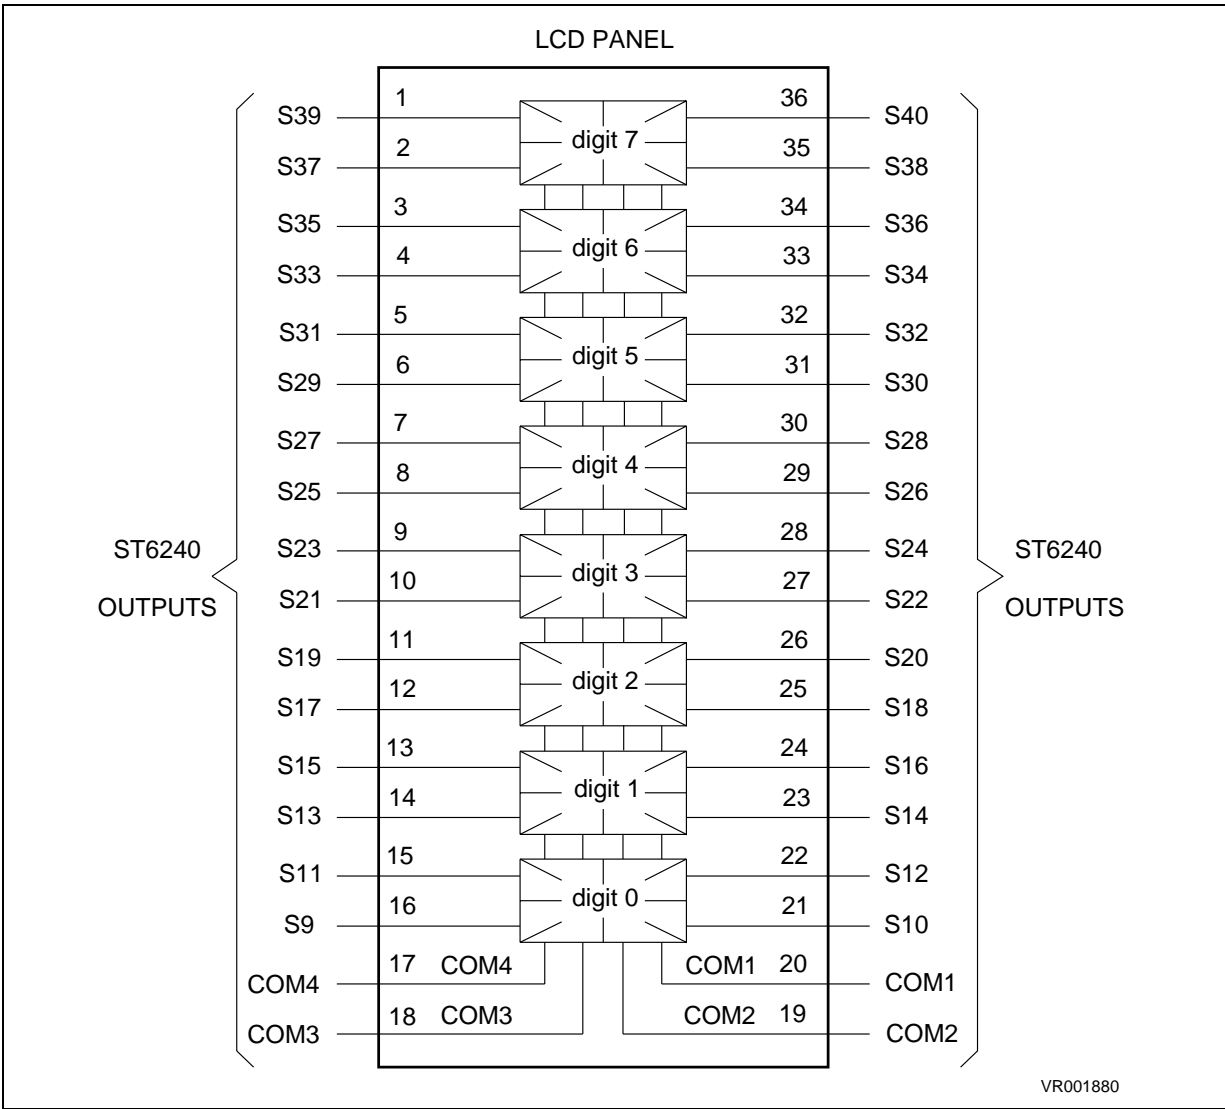 LCD PANEL
S39 1 36 S40
digit 7
S37 2 35 S38
S35 3 34 S36
digit 6
S33 4 33 S34
S31 5 32 S32
digit 5
S29 6 31 S30
S27 7 30 S28
digit 4
S25 8 29 S26
S23 9 28 S24
ST6240 digit 3 ST6240
S21 10 27 S22
OUTPUTS OUTPUTS
S19 11 26 S20
digit 2
S17 12 25 S18
S15 13 24 S16
digit 1
S13 14 23 S14
S11 15 22 S12
digit 0
S9 16 21 S10
COM4 17 COM4 COM1 20 COM1
COM3 18 COM3 COM2 19 COM2
VR001880